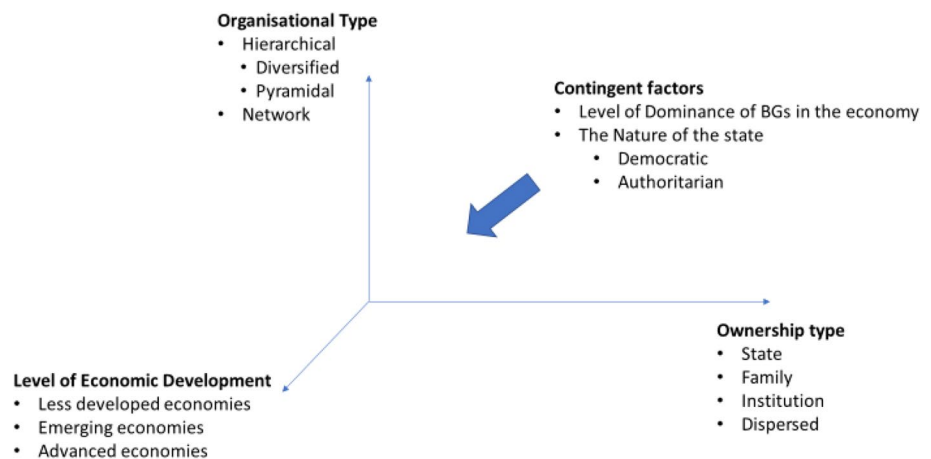 Organisational Type
• Hierarchical
• Diversified
• Pyramidal
• Network
Contingent factors
• Level of Dominance of BGs in the economy
• The Nature of the state
• Democratic
• Authoritarian
Ownership type
• State
• Family
• Institution
• Dispersed
Level of Economic Development
• Less developed economies
• Emerging economies
• Advanced economies